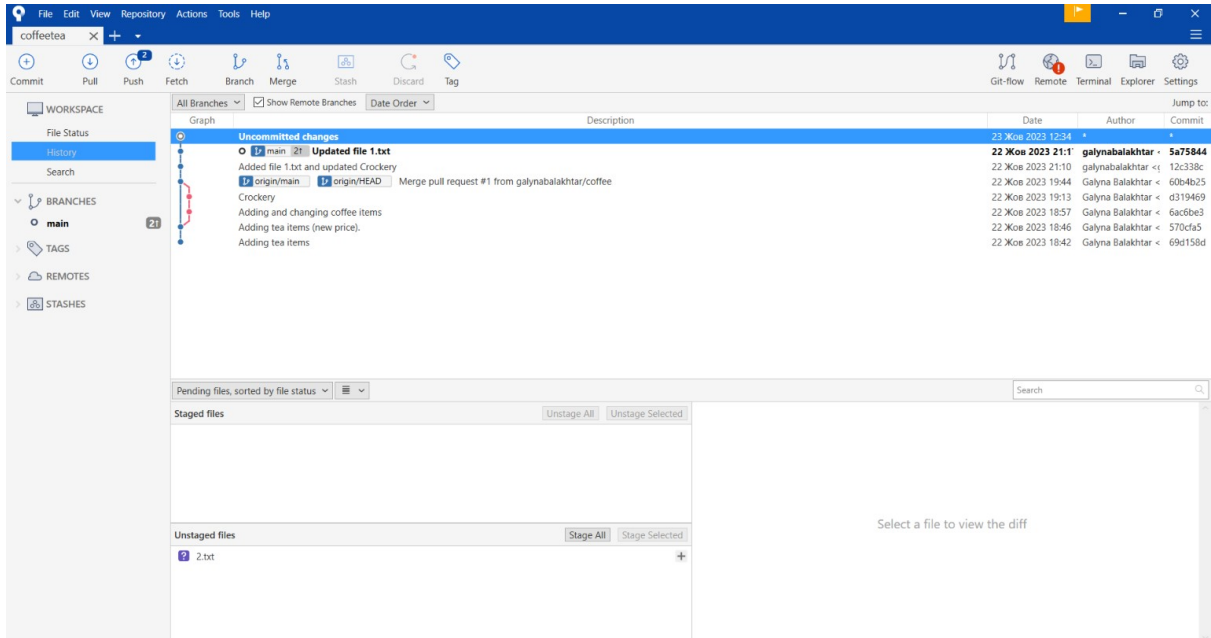 File Edit View Repository Actions Tools Help
coffeetea
2
Commit Pull Push Fetch Branch Merge Stash Discard Tag Git-flow Remote Terminal Explorer Settings
WORKSPACE
File Status
History
Search
BRANCHES
main 2↑
TAGS
REMOTES
STASHES
All Branches Show Remote Branches Date Order Jump to:
Graph Description Date Author Commit
Uncommitted changes 23 Жов 2023 12:34 * *
main 2↑ Updated file 1.txt 22 Жов 2023 21:1 galynabalakhtar < 5a75844
Added file 1.txt and updated Crockery 22 Жов 2023 21:10 galynabalakhtar < 12c338c
origin/main origin/HEAD Merge pull request #1 from galynabalakhtar/coffee 22 Жов 2023 19:44 Galyna Balakhtar < 60b4b25
Crockery 22 Жов 2023 19:13 Galyna Balakhtar < d319469
Adding and changing coffee items 22 Жов 2023 18:57 Galyna Balakhtar < 6ac6be3
Adding tea items (new price). 22 Жов 2023 18:46 Galyna Balakhtar < 570cfa5
Adding tea items 22 Жов 2023 18:42 Galyna Balakhtar < 69d158d
Pending files, sorted by file status Search
Staged files Unstage All Unstage Selected
Select a file to view the diff
Unstaged files Stage All Stage Selected
2.txt